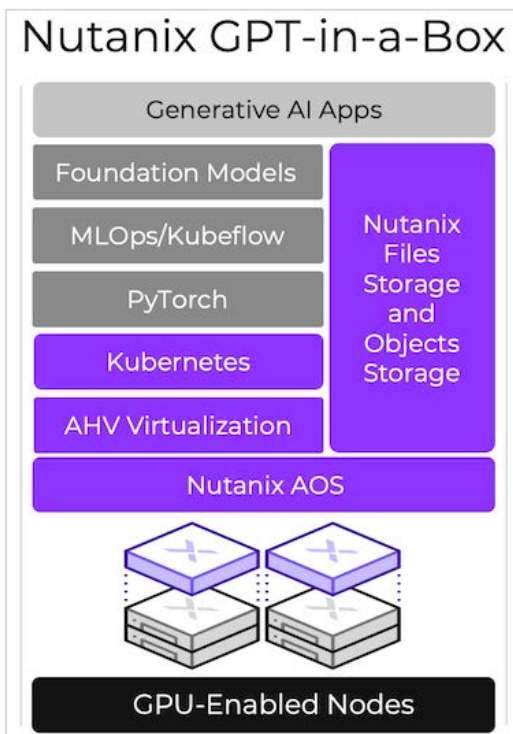 Nutanix GPT-in-a-Box
Generative AI Apps
Foundation Models
MLOps/Kubeflow
PyTorch
Kubernetes
AHV Virtualization
Nutanix
Files
Storage
and
Objects
Storage
Nutanix AOS
GPU-Enabled Nodes